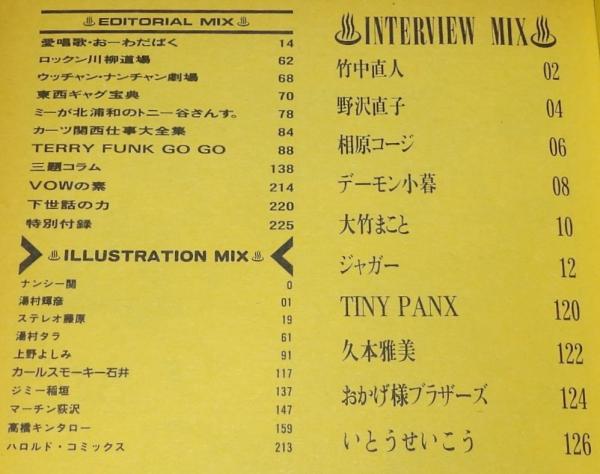 ♨EDITORIAL MIX♨
愛唱歌・おーわだばく 14
ロックン川柳道場 62
ウッチャン・ナンチャン劇場 68
東西ギャグ宝典 70
ミーが北浦和のトニー谷さんす。 78
カーツ関西仕事大全集 84
TERRY FUNK GO GO 88
三題コラム 138
VOWの素 214
下世話の力 220
特別付録 225
♨ILLUSTRATION MIX♨
ナンシー関 0
湯村輝彦 01
ステレオ藤原 19
湯村タラ 61
上野よしみ 91
カールスモーキー石井 117
ジミー稲垣 137
マーチン荻沢 147
高橋キンタロー 159
ハロルド・コミックス 213
♨INTERVIEW MIX♨
竹中直人 02
野沢直子 04
相原コージ 06
デーモン小暮 08
大竹まこと 10
ジャガー 12
TINY PANX 120
久本雅美 122
おかげ様ブラザーズ 124
いとうせいこう 126